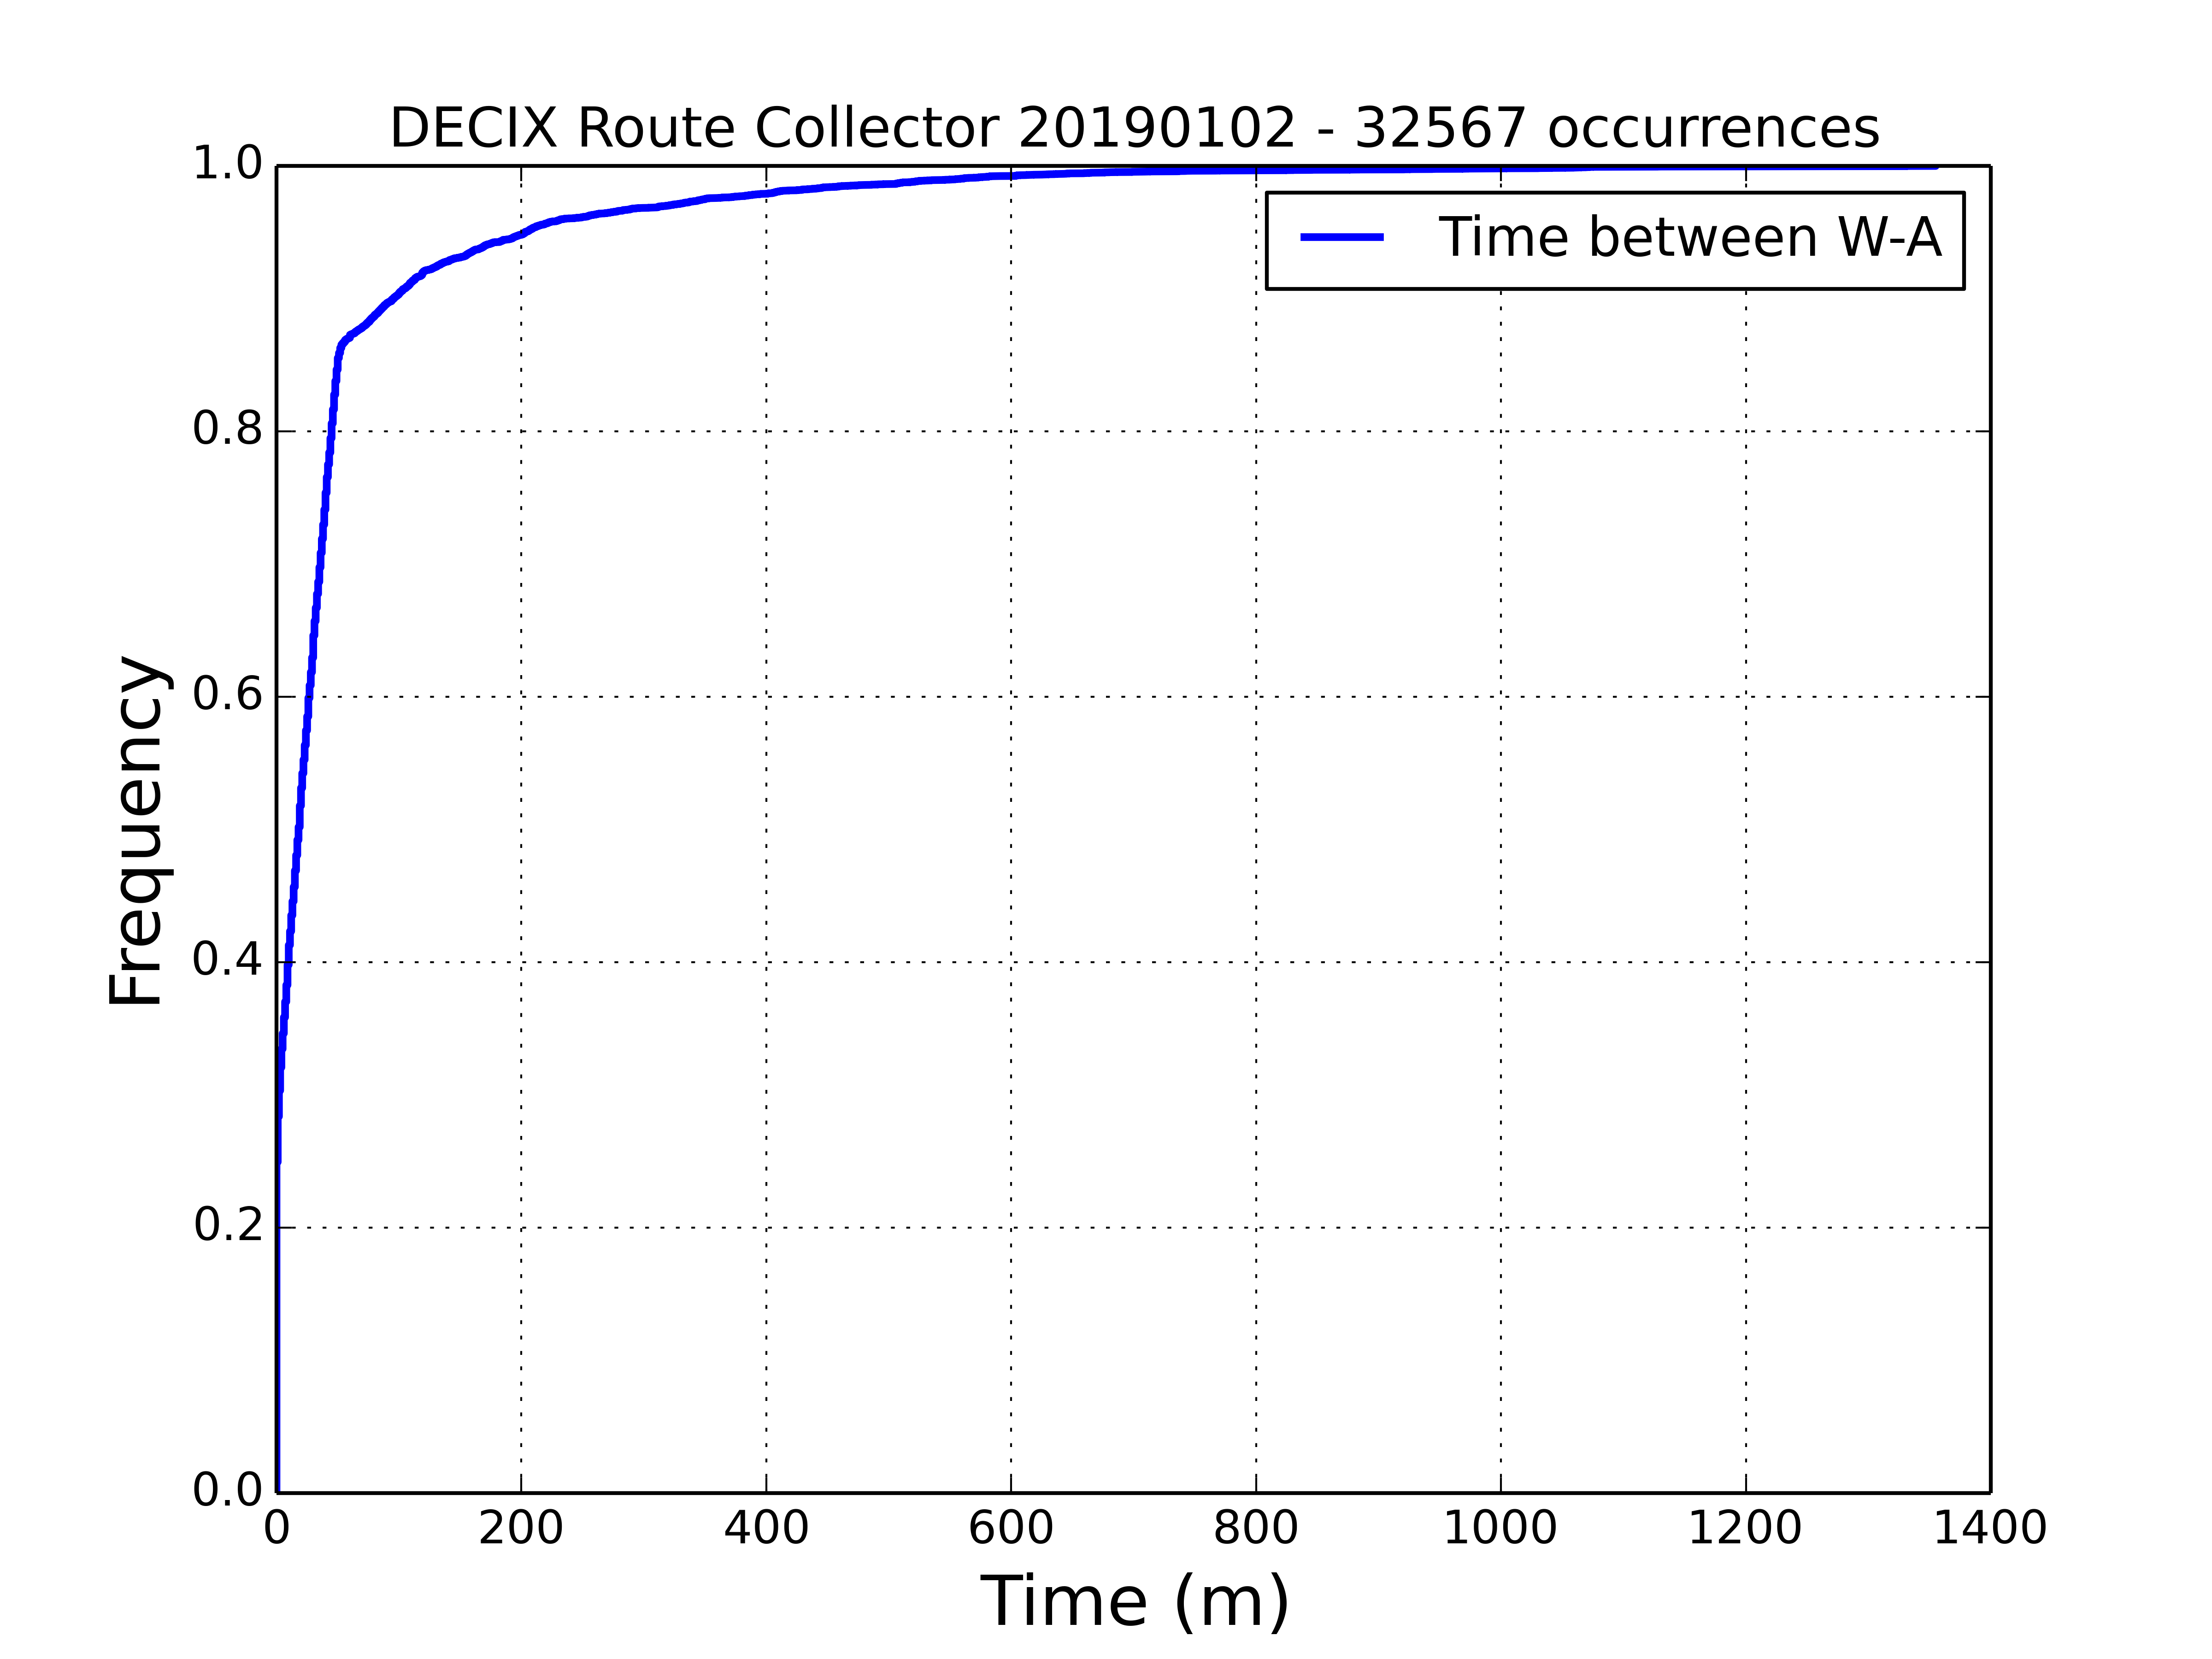 DECIX Route Collector 20190102 - 32567 occurrences
1.0
Time between W-A
0.8
0.6
Frequency
0.4
0.2
0.0
0 200 400 600 800 1000 1200 1400
Time (m)